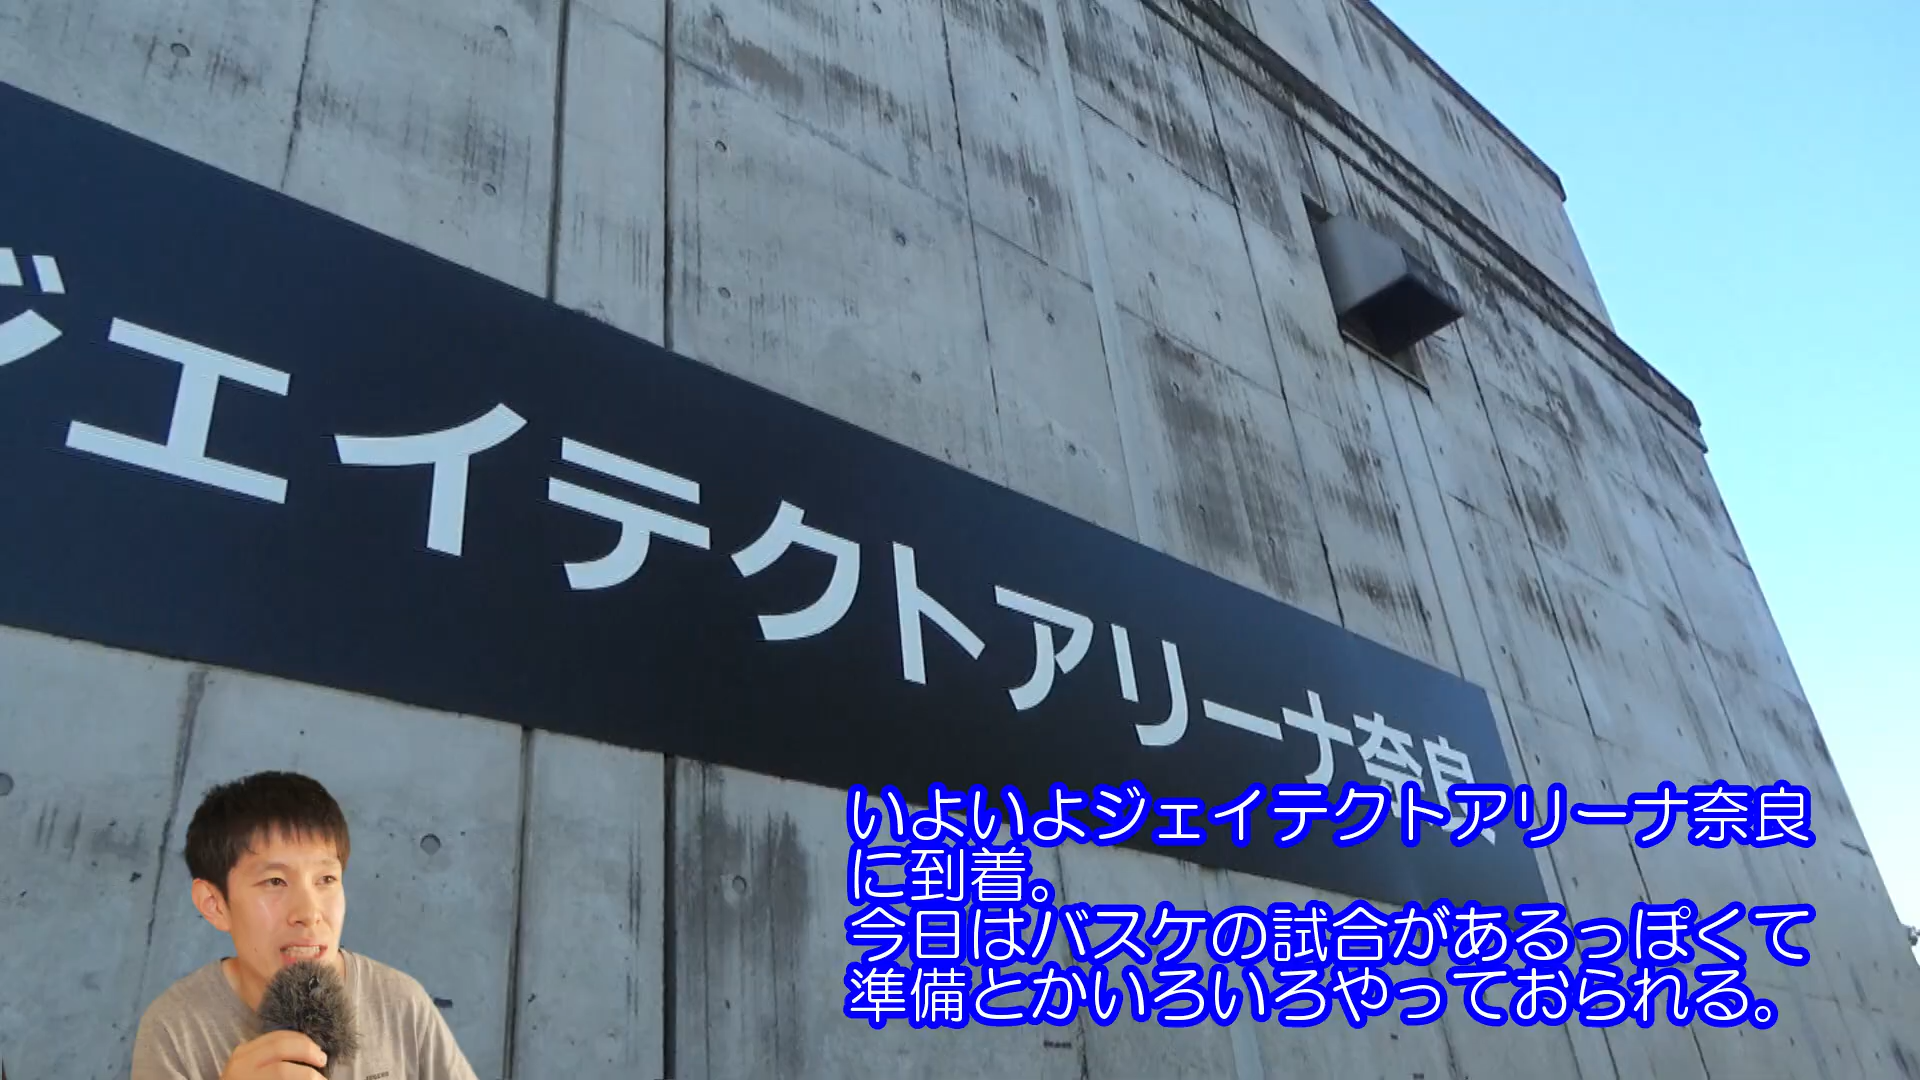 ジェイテクトアリーナ奈良
いよいよジェイテクトアリーナ奈良
に到着。
今日はバスケの試合があるっぽくて
準備とかいろいろやっておられる。